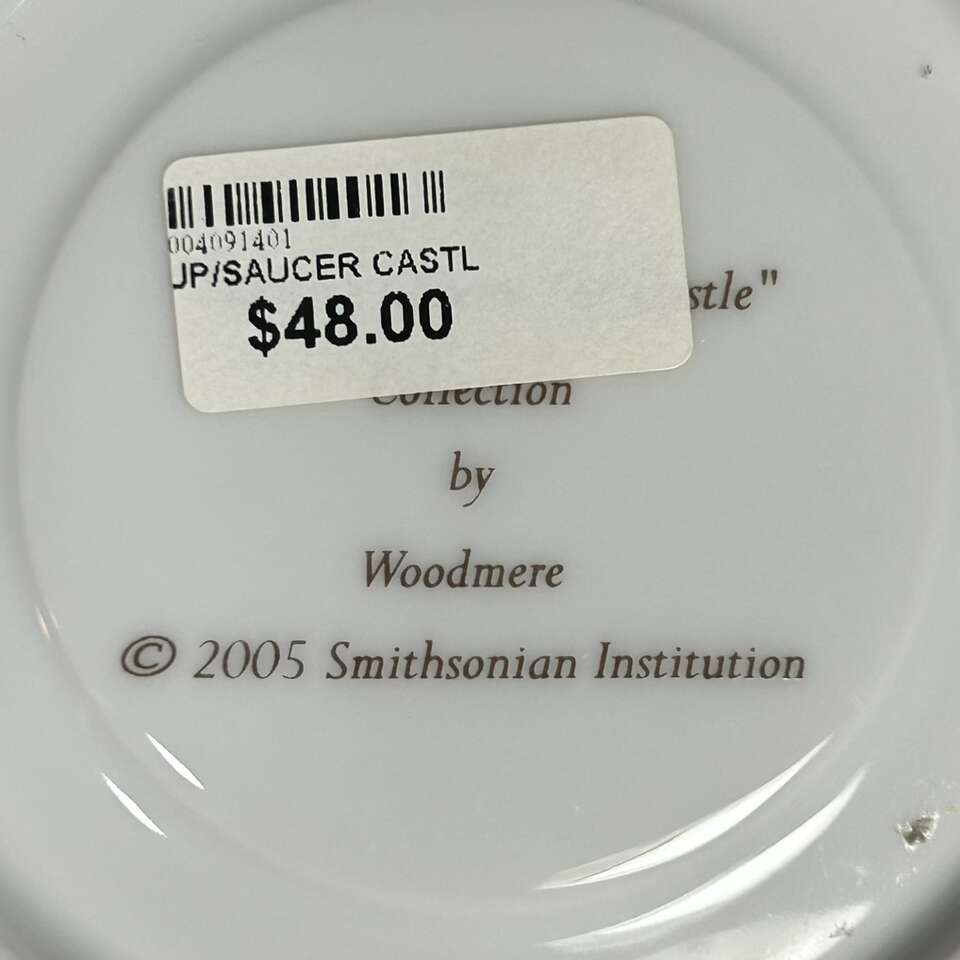 004091401
UP/SAUCER CASTL
$48.00
stle"
Collection
by
Woodmere
© 2005 Smithsonian Institution